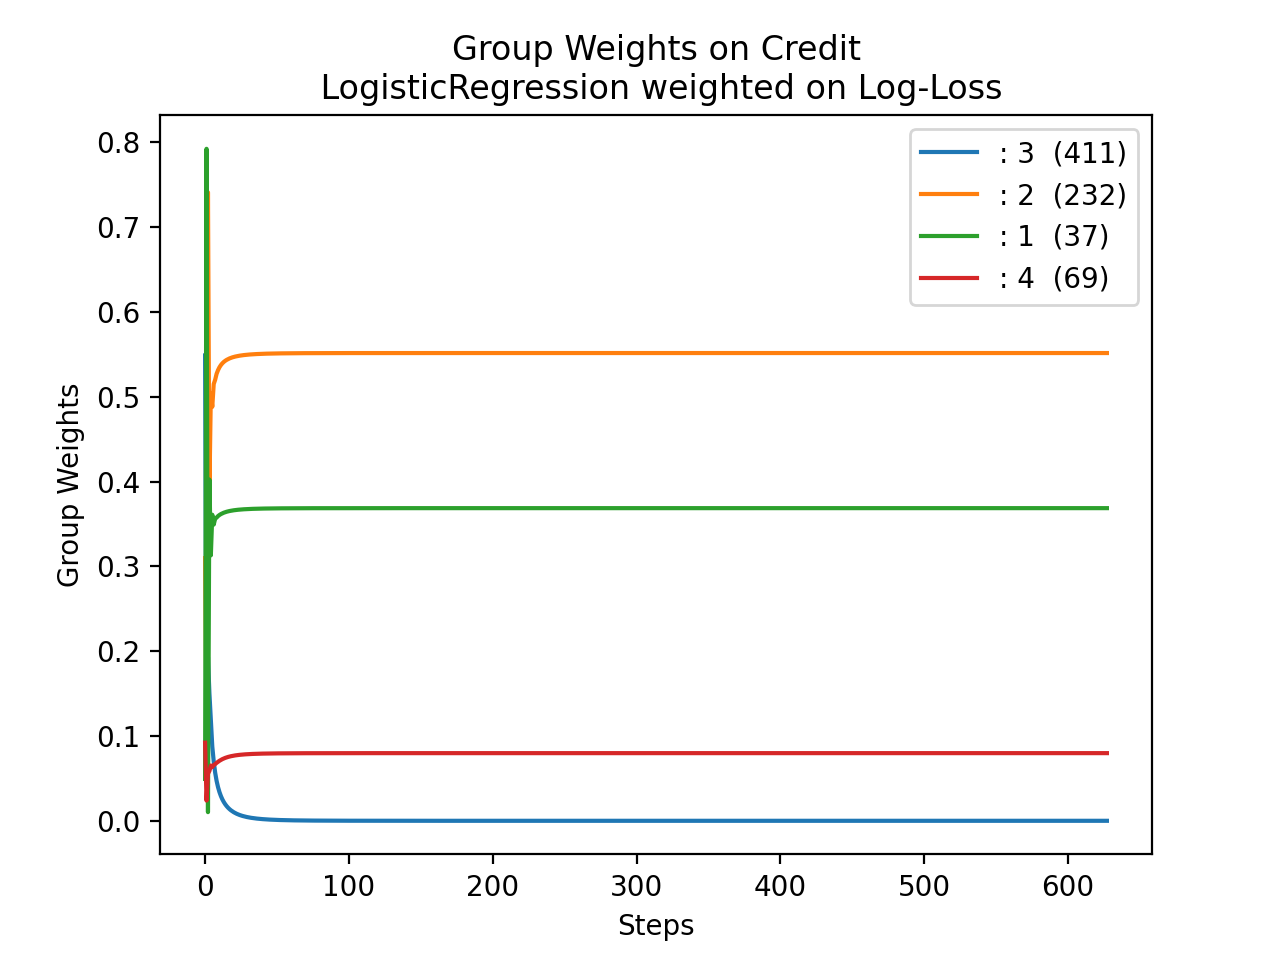 Group Weights on Credit
LogisticRegression weighted on Log-Loss
: 3 (411)
: 2 (232)
: 1 (37)
: 4 (69)
Group Weights
0.8
0.7
0.6
0.5
0.4
0.3
0.2
0.1
0.0
0 100 200 300 400 500 600
Steps